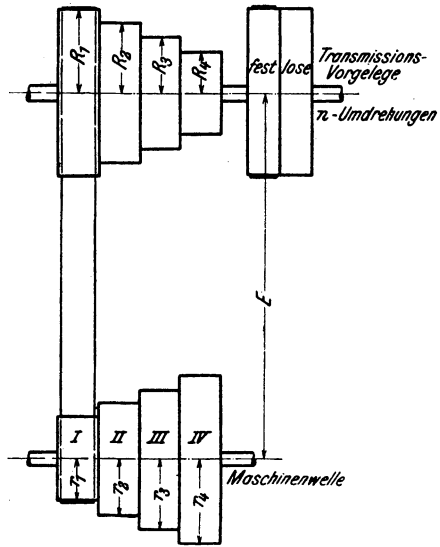 R₁
R₂
R₃
R₄
fest
lose
Transmissions-
Vorgelege
n-Umdrehungen
E
I
II
III
IV
r₁
r₂
r₃
r₄
Maschinenwelle